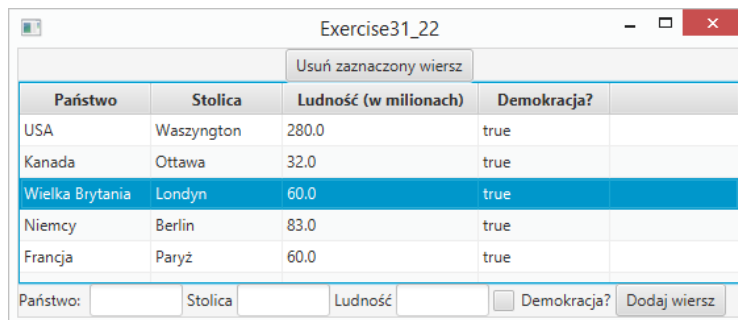 Exercise31_22
Usuń zaznaczony wiersz
Państwo Stolica Ludność (w milionach) Demokracja?
USA Waszyngton 280.0 true
Kanada Ottawa 32.0 true
Wielka Brytania Londyn 60.0 true
Niemcy Berlin 83.0 true
Francja Paryż 60.0 true
Państwo: Stolica Ludność Demokracja? Dodaj wiersz